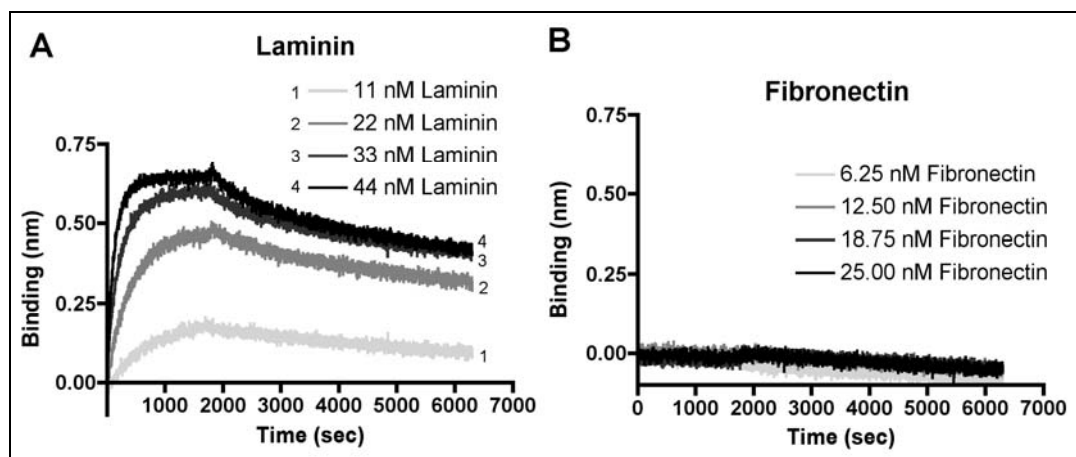 A
Laminin
1 11 nM Laminin
2 22 nM Laminin
3 33 nM Laminin
4 44 nM Laminin
0.75
0.50
0.25
0.00
Binding (nm)
4
3
2
1
1000 2000 3000 4000 5000 6000 7000
Time (sec)
B
Fibronectin
6.25 nM Fibronectin
12.50 nM Fibronectin
18.75 nM Fibronectin
25.00 nM Fibronectin
0.75
0.50
0.25
0.00
Binding (nm)
0 1000 2000 3000 4000 5000 6000 7000
Time (sec)